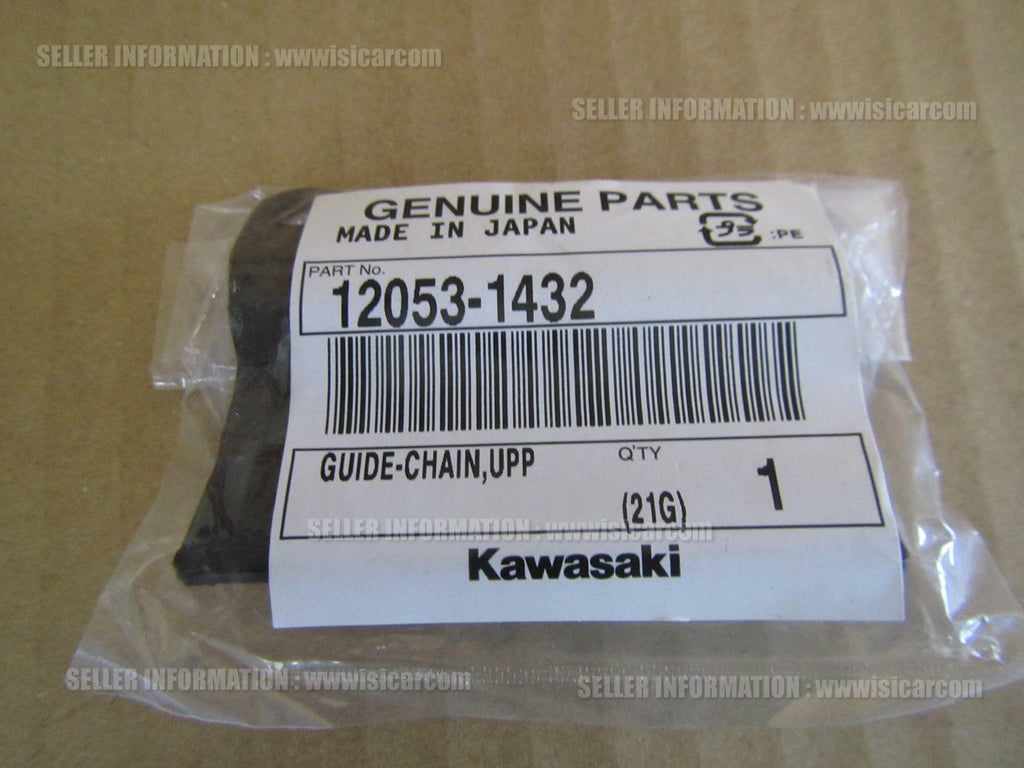 SELLER INFORMATION : wwwisicarcom
SELLER INFORMATION : wwwisicarcom
GENUINE PARTS
MADE IN JAPAN
プラ :PE
PART No.
12053-1432
GUIDE-CHAIN,UPP
Q'TY
1
(21G)
SELLER INFORMATION : wwwisicarcom
Kawasaki
SELLER INFORMATION : wwwisicarcom
SELLER INFORMATION : wwwisicarcom